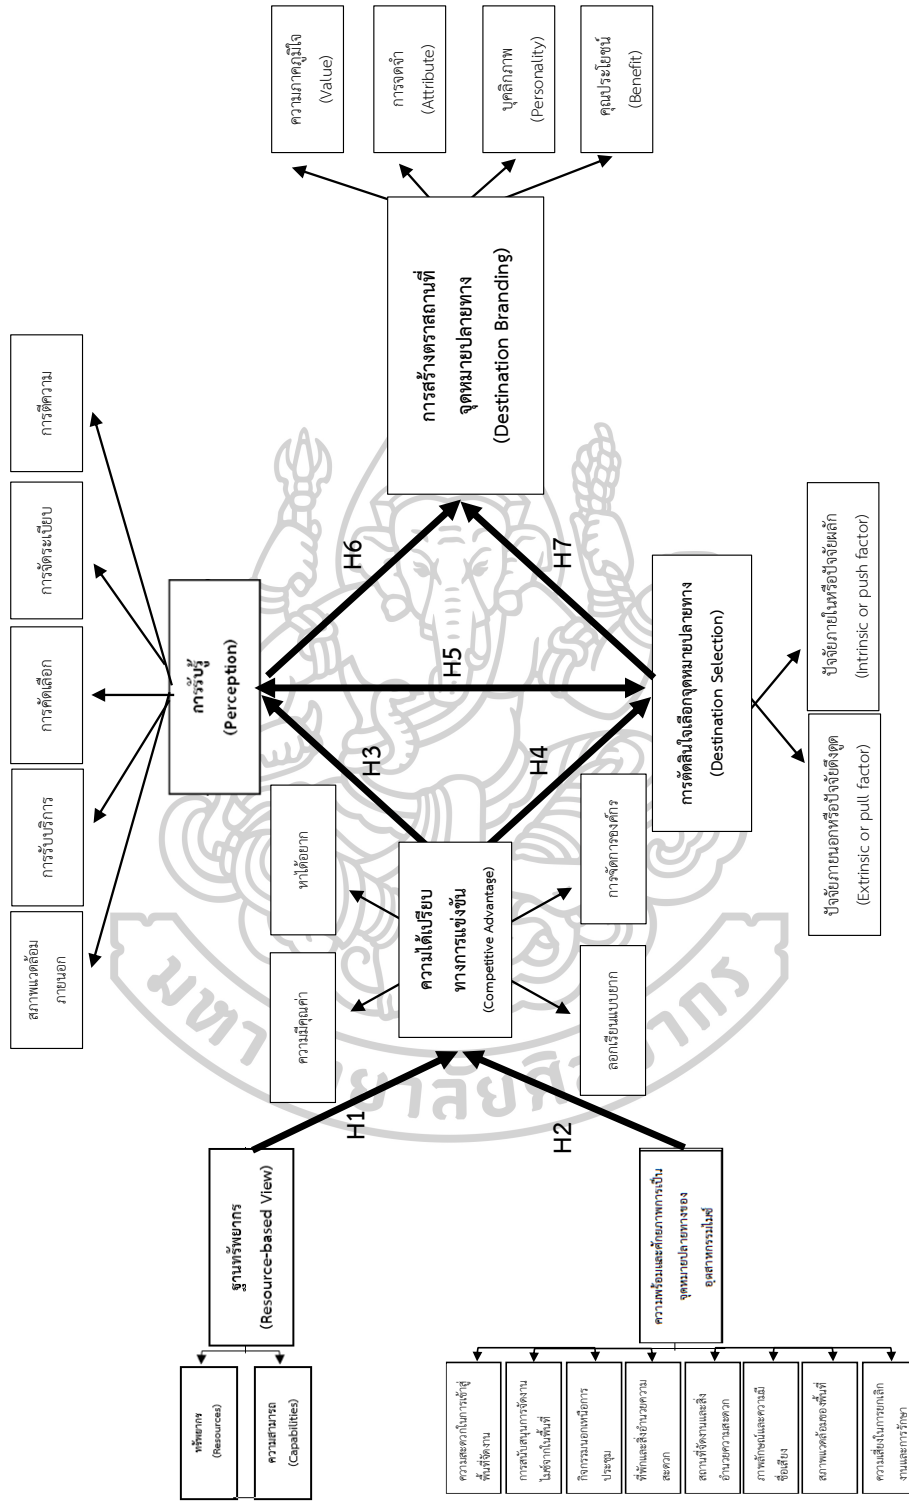 สภาพแวดล้อม
ภายนอก
การรับบริการ
การคัดเลือก
การจัดระเบียบ
การตีความ
การรับรู้
(Perception)
ทรัพยากร
(Resources)
ความสามารถ
(Capabilities)
ฐานทรัพยากร
(Resource-based View)
ความมีคุณค่า
หาได้อยาก
ความภาคภูมิใจ
(Value)
การจดจำ
(Attribute)
บุคลิกภาพ
(Personality)
คุณประโยชน์
(Benefit)
H1
H3
H6
ความได้เปรียบ
ทางการแข่งขัน
(Competitive Advantage)
H5
การสร้างตราสถานที่
จุดหมายปลายทาง
(Destination Branding)
H2
H4
H7
ลอกเรียนแบบยาก
การจัดการองค์กร
ความพร้อมและศักยภาพการเป็น
จุดหมายปลายทางของ
อุตสาหกรรมไมซ์
ความสะดวกในการเข้าสู่
พื้นที่จัดงาน
การสนับสนุนการจัดงาน
ไมซ์จากในพื้นที่
กิจกรรมนอกเหนือการ
ประชุม
ที่พักและสิ่งอำนวยความ
สะดวก
สถานที่จัดงานและสิ่ง
อำนวยความสะดวก
ภาพลักษณ์และความมี
ชื่อเสียง
สภาพแวดล้อมของพื้นที่
ความเสี่ยงในการยกเลิก
งานและการรักษา
การตัดสินใจเลือกจุดหมายปลายทาง
(Destination Selection)
ปัจจัยภายนอกหรือปัจจัยดึงดูด
(Extrinsic or pull factor)
ปัจจัยภายในหรือปัจจัยผลัก
(Intrinsic or push factor)